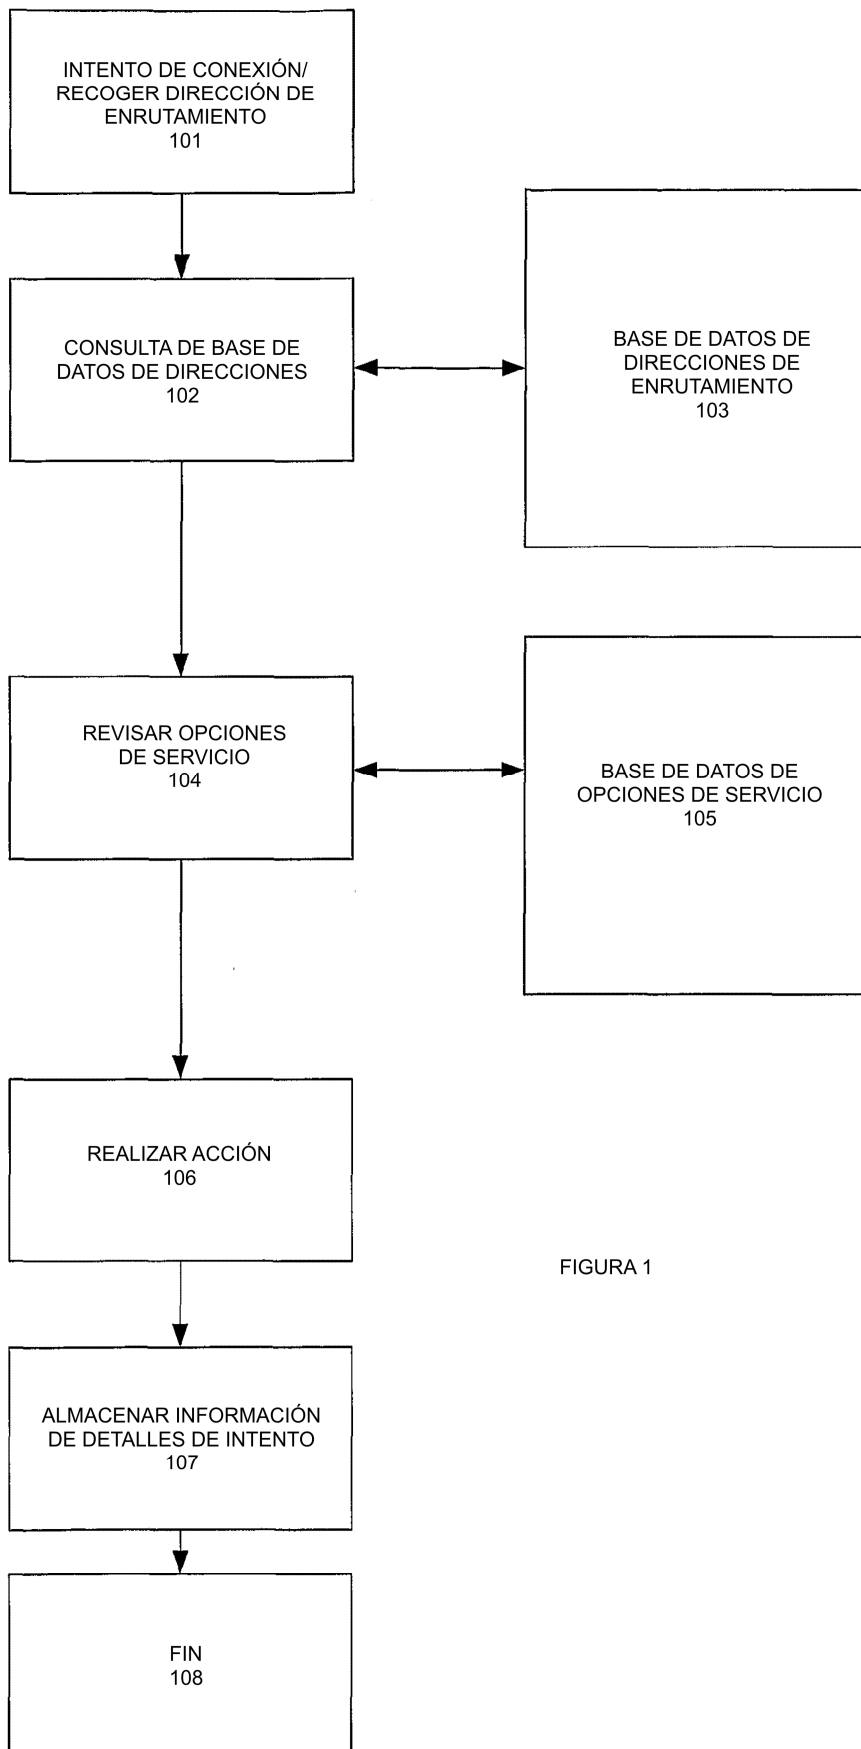 INTENTO DE CONEXIÓN/
RECOGER DIRECCIÓN DE
ENRUTAMIENTO
101
CONSULTA DE BASE DE
DATOS DE DIRECCIONES
102
BASE DE DATOS DE
DIRECCIONES DE
ENRUTAMIENTO
103
REVISAR OPCIONES
DE SERVICIO
104
BASE DE DATOS DE
OPCIONES DE SERVICIO
105
REALIZAR ACCIÓN
106
FIGURA 1
ALMACENAR INFORMACIÓN
DE DETALLES DE INTENTO
107
FIN
108